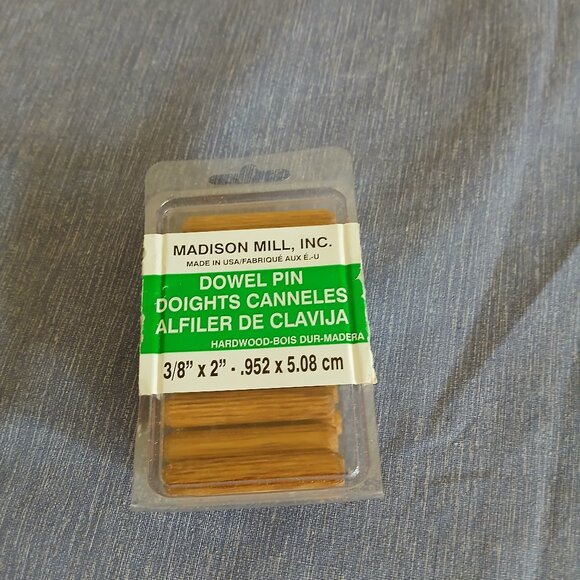 MADISON MILL, INC.
MADE IN USA/FABRIQUÉ AUX É.-U
DOWEL PIN
DOIGHTS CANNELES
ALFILER DE CLAVIJA
HARDWOOD-BOIS DUR-MADERA
3/8" x 2" - .952 x 5.08 cm